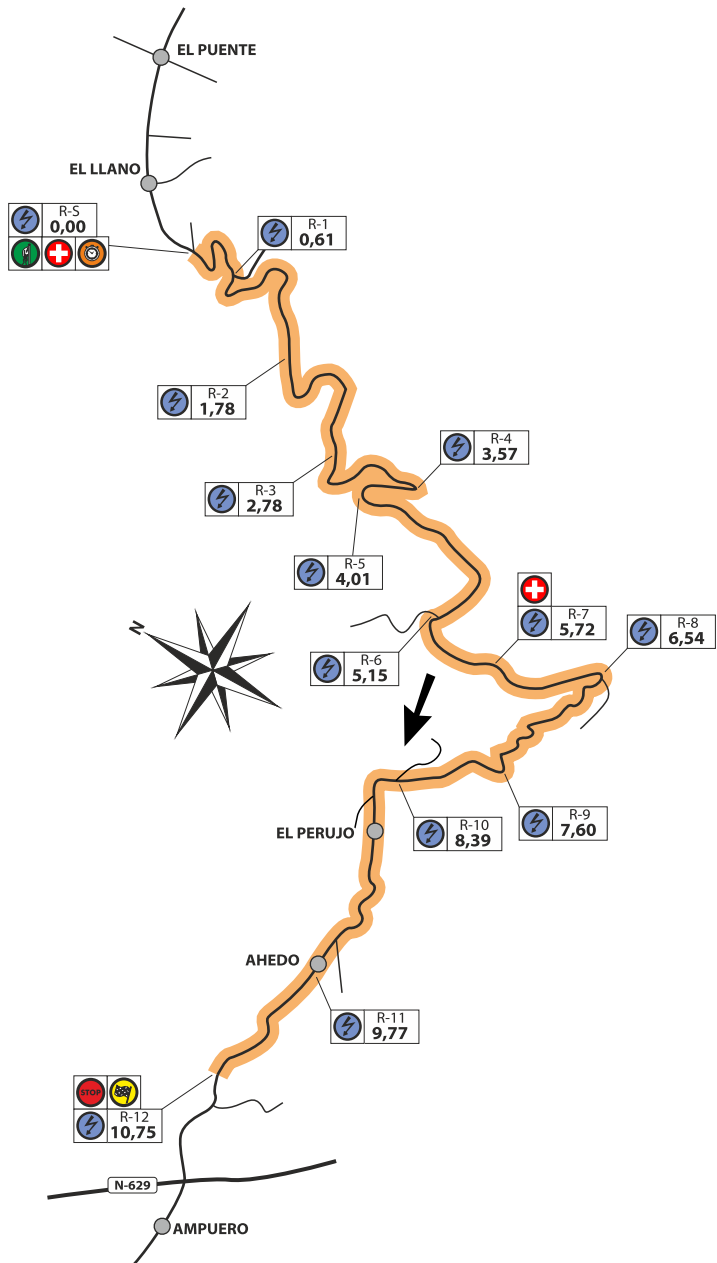 EL PUENTE
EL LLANO
R-S
0,00
R-1
0,61
R-2
1,78
R-4
3,57
R-3
2,78
R-5
4,01
R-7
5,72
R-8
6,54
N
R-6
5,15
R-9
7,60
R-10
8,39
EL PERUJO
AHEDO
R-11
9,77
STOP
R-12
10,75
N-629
AMPUERO